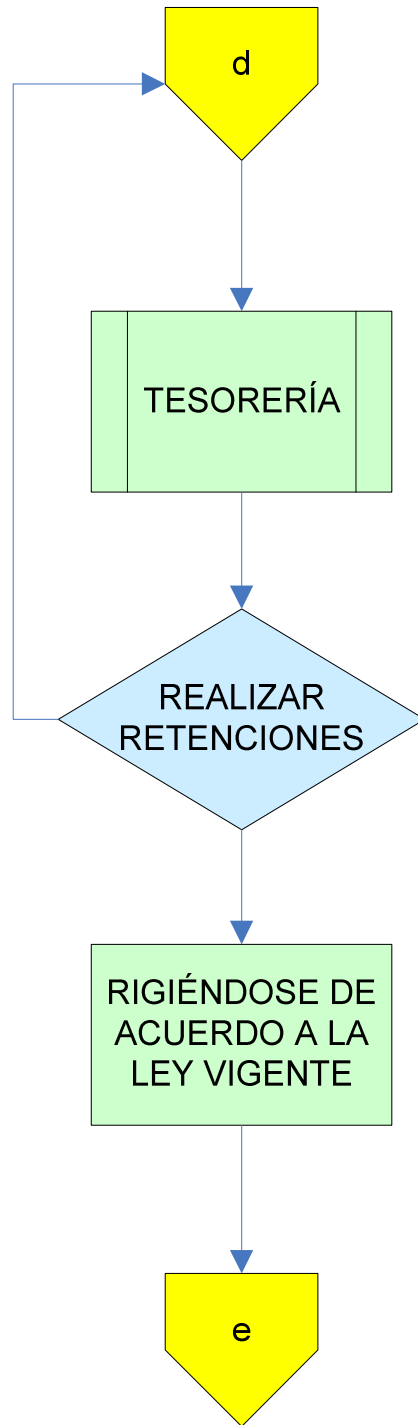 d
TESORERÍA
REALIZAR
RETENCIONES
RIGIÉNDOSE DE
ACUERDO A LA
LEY VIGENTE
e